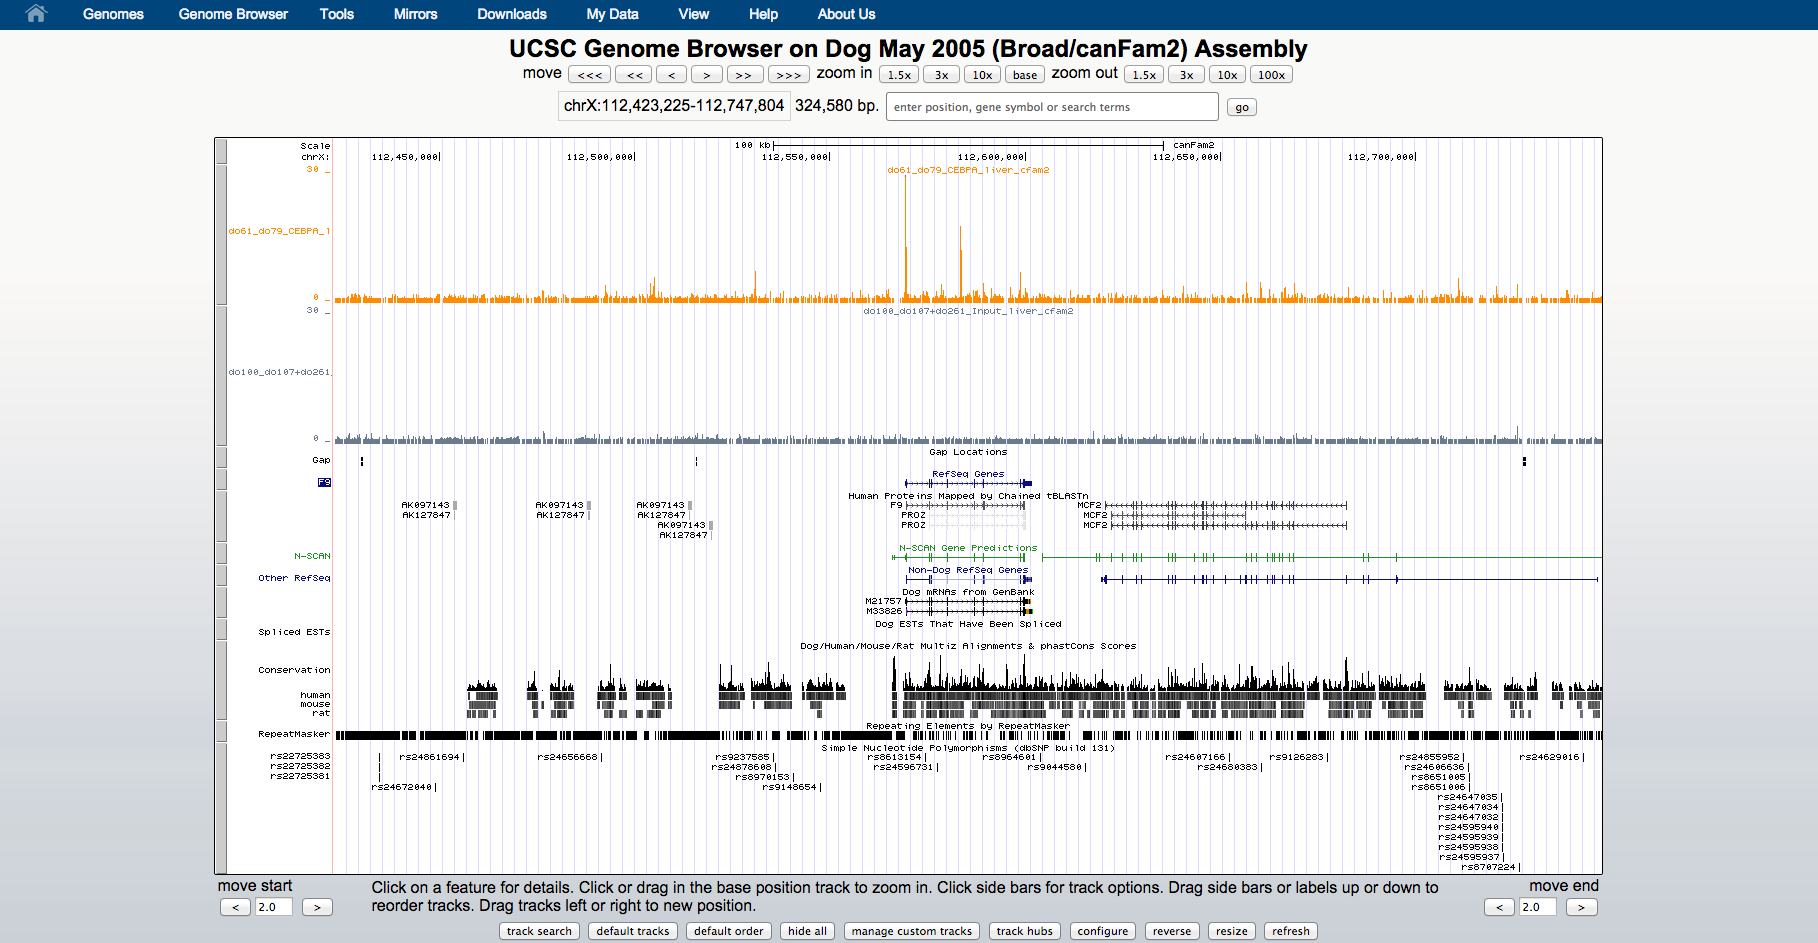 Genomes Genome Browser Tools Mirrors Downloads My Data View Help About Us
UCSC Genome Browser on Dog May 2005 (Broad/canFam2) Assembly
move <<< << < > >> >>> zoom in 1.5x 3x 10x base zoom out 1.5x 3x 10x 100x
chrX:112,423,225-112,747,804 324,580 bp. enter position, gene symbol or search terms go
Scale 100 kb canFam2
chrX: 112,450,000 112,500,000 112,550,000 112,600,000 112,650,000 112,700,000
30 _ do61_do79_CEBPA_liver_cfam2
do61_do79_CEBPA_l
0 _
30 _ do100_do107+do261_Input_liver_cfam2
do100_do107+do261_
0 _
Gap Locations
Gap
RefSeq Genes
F9
Human Proteins Mapped by Chained tBLASTn
AK097143 AK097143 AK097143 F9 MCF2
AK127847 AK127847 AK127847 PROZ MCF2
AK097143 PROZ MCF2
AK127847
N-SCAN Gene Predictions
N-SCAN
Non-Dog RefSeq Genes
Other RefSeq
Dog mRNAs from GenBank
M21757
M33826
Dog ESTs That Have Been Spliced
Spliced ESTs
Dog/Human/Mouse/Rat Multiz Alignments & phastCons Scores
Conservation
human
mouse
rat
Repeating Elements by RepeatMasker
RepeatMasker
Simple Nucleotide Polymorphisms (dbSNP build 131)
rs22725383 rs24861694 rs24656668 rs9237585 rs8613154 rs8964601 rs24607166 rs9126283 rs24855952 rs24629016
rs22725382 rs24878608 rs24596731 rs9044580 rs24680383 rs24606636
rs22725381 rs8970153 rs8651005
rs24672040 rs9148654 rs8651006
rs24647035
rs24647034
rs24647032
rs24595940
rs24595939
rs24595938
rs24595937
rs8707224
move start Click on a feature for details. Click or drag in the base position track to zoom in. Click side bars for track options. Drag side bars or labels up or down to move end
< 2.0 > reorder tracks. Drag tracks left or right to new position. < 2.0 >
track search default tracks default order hide all manage custom tracks track hubs configure reverse resize refresh